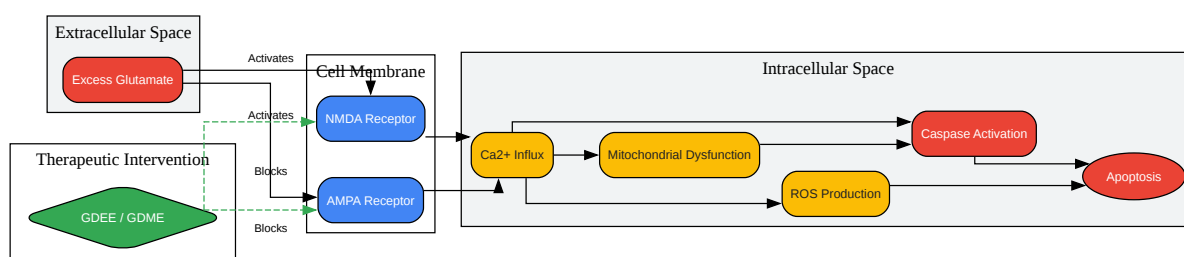 Extracellular Space
Excess Glutamate
Activates
Activates
Therapeutic Intervention
GDEE / GDME
Blocks
Blocks
Cell Membrane
NMDA Receptor
AMPA Receptor
Intracellular Space
Ca2+ Influx
Mitochondrial Dysfunction
ROS Production
Caspase Activation
Apoptosis